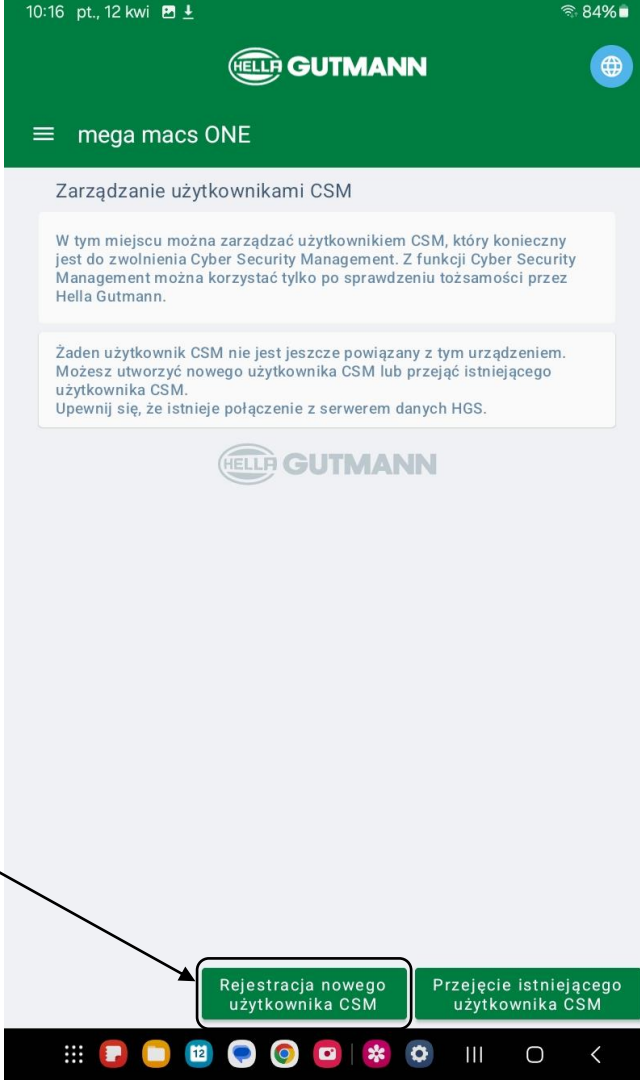 10:16 pt., 12 kwi 84%
HELLA GUTMANN
mega macs ONE
Zarządzanie użytkownikami CSM
W tym miejscu można zarządzać użytkownikiem CSM, który konieczny
jest do zwolnienia Cyber Security Management. Z funkcji Cyber Security
Management można korzystać tylko po sprawdzeniu tożsamości przez
Hella Gutmann.
Żaden użytkownik CSM nie jest jeszcze powiązany z tym urządzeniem.
Możesz utworzyć nowego użytkownika CSM lub przejąć istniejącego
użytkownika CSM.
Upewnij się, że istnieje połączenie z serwerem danych HGS.
HELLA GUTMANN
Rejestracja nowego
użytkownika CSM
Przejęcie istniejącego
użytkownika CSM
12